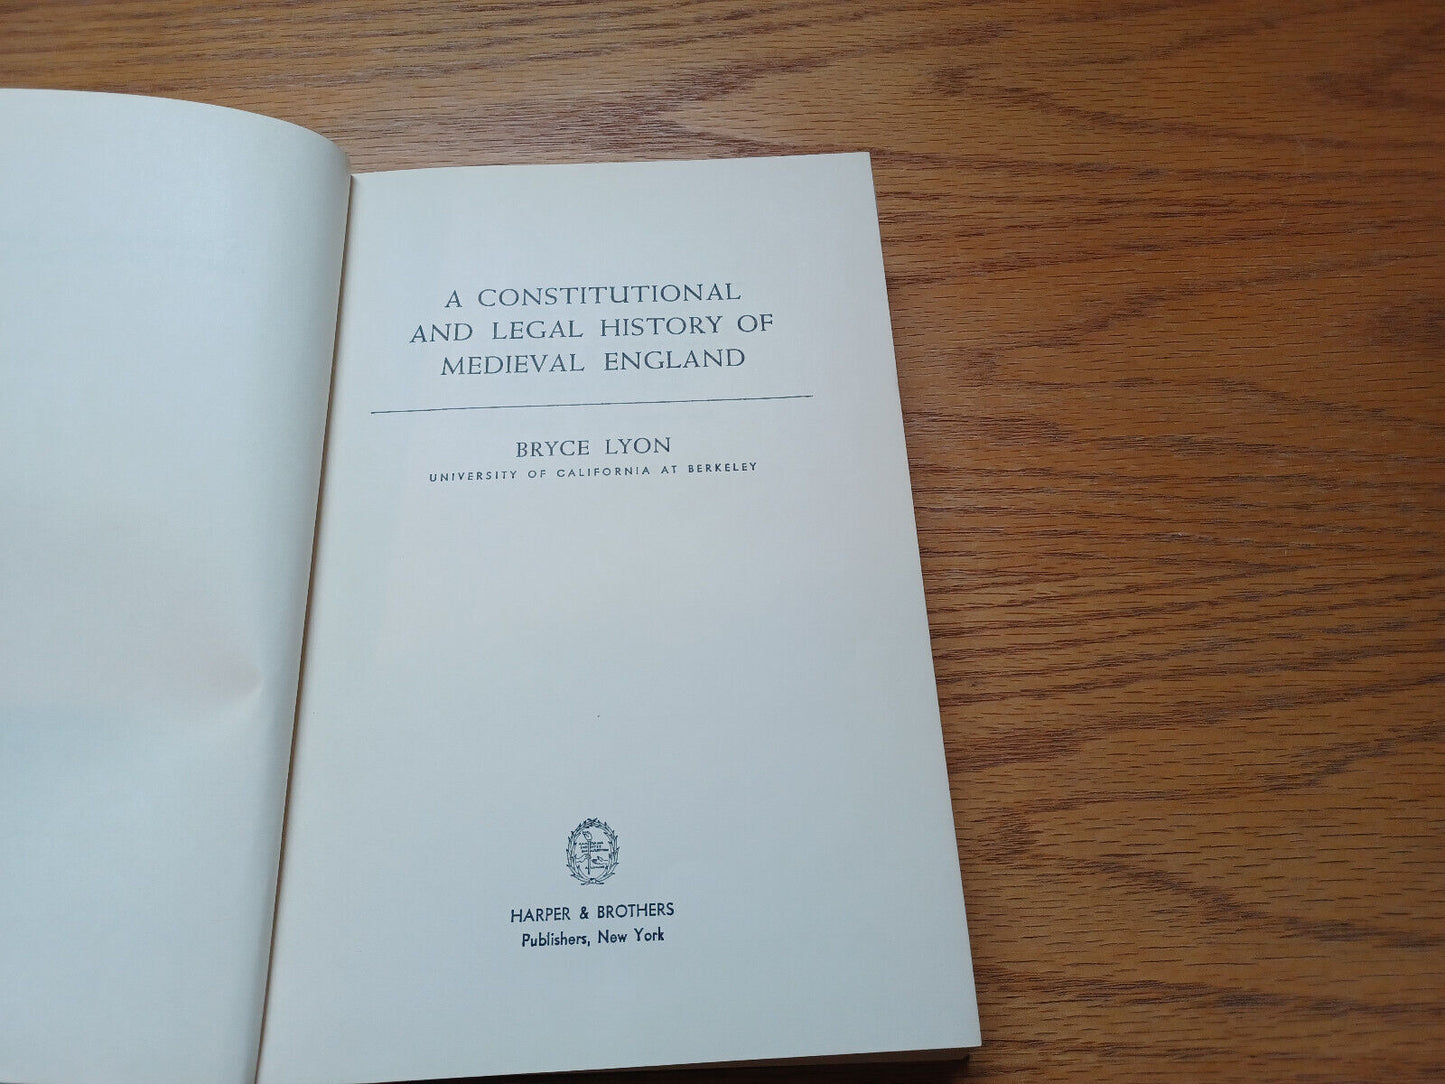 A CONSTITUTIONAL
AND LEGAL HISTORY OF
MEDIEVAL ENGLAND
BRYCE LYON
UNIVERSITY OF CALIFORNIA AT BERKELEY
HARPER & BROTHERS
Publishers, New York